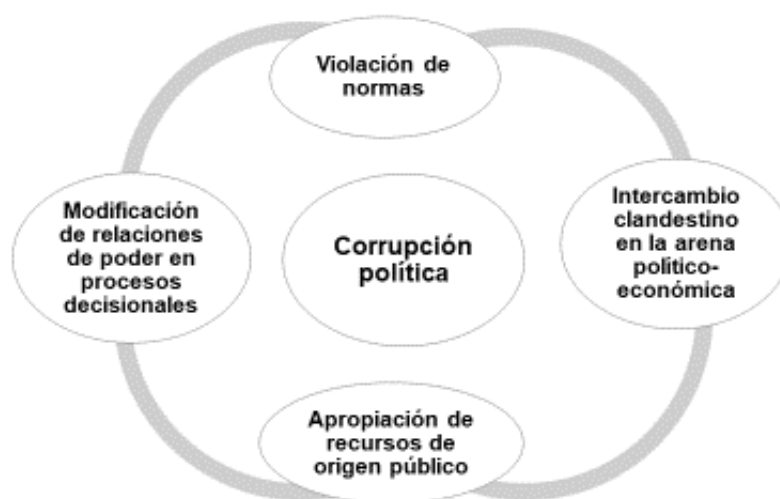 Violación de
normas
Modificación
de relaciones
de poder en
procesos
decisionales
Corrupción
política
Intercambio
clandestino
en la arena
político-
económica
Apropiación de
recursos de
origen público